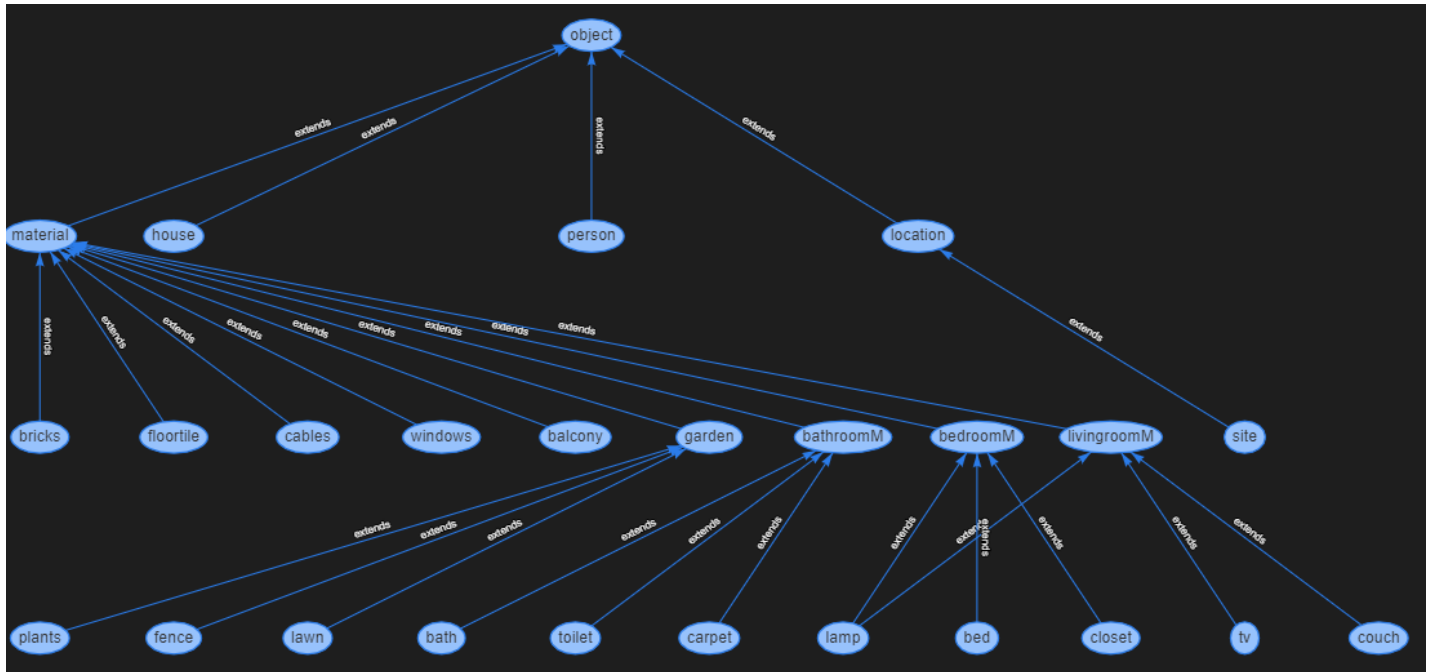 object
extends
extends
extends
extends
material
house
person
location
extends
extends
extends
extends
extends
extends
extends
extends
extends
extends
bricks
floortile
cables
windows
balcony
garden
bathroomM
bedroomM
livingroomM
site
extends
extends
extends
extends
extends
extends
extends
extends
extends
extends
extends
extends
plants
fence
lawn
bath
toilet
carpet
lamp
bed
closet
tv
couch